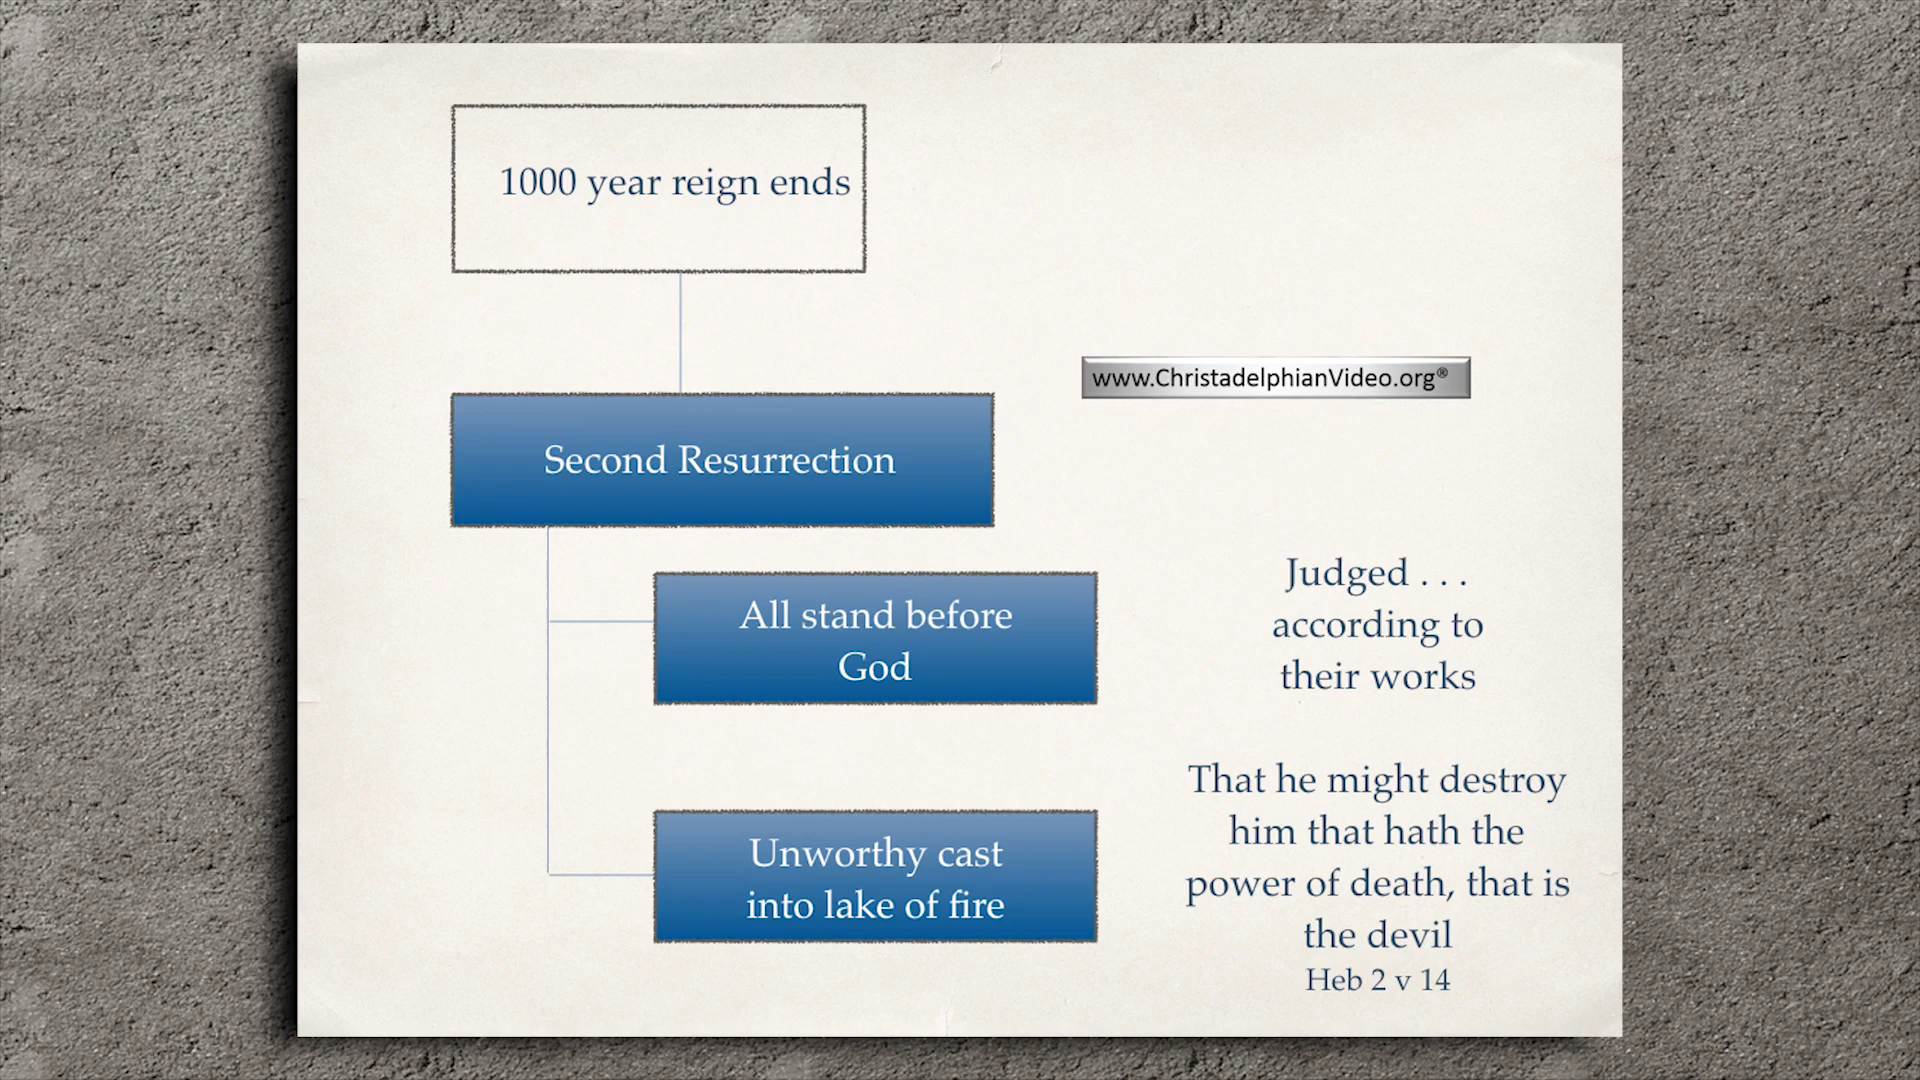 1000 year reign ends
www.ChristadelphianVideo.org®
Second Resurrection
All stand before
God
Judged . . .
according to
their works
Unworthy cast
into lake of fire
That he might destroy
him that hath the
power of death, that is
the devil
Heb 2 v 14